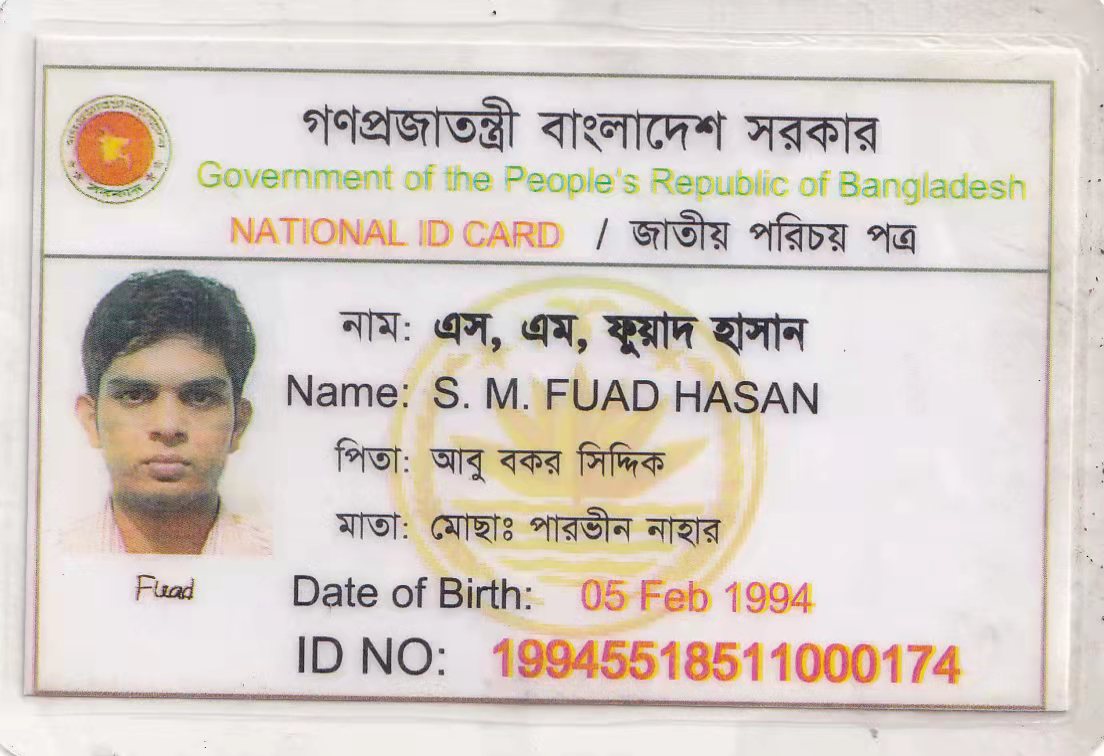 গণপ্রজাতন্ত্রী বাংলাদেশ সরকার
Government of the People's Republic of Bangladesh
NATIONAL ID CARD / জাতীয় পরিচয় পত্র
নাম: এস, এম, ফুয়াদ হাসান
Name: S. M. FUAD HASAN
পিতা: আবু বকর সিদ্দিক
মাতা: মোছাঃ পারভীন নাহার
Fuad
Date of Birth: 05 Feb 1994
ID NO: 19945518511000174